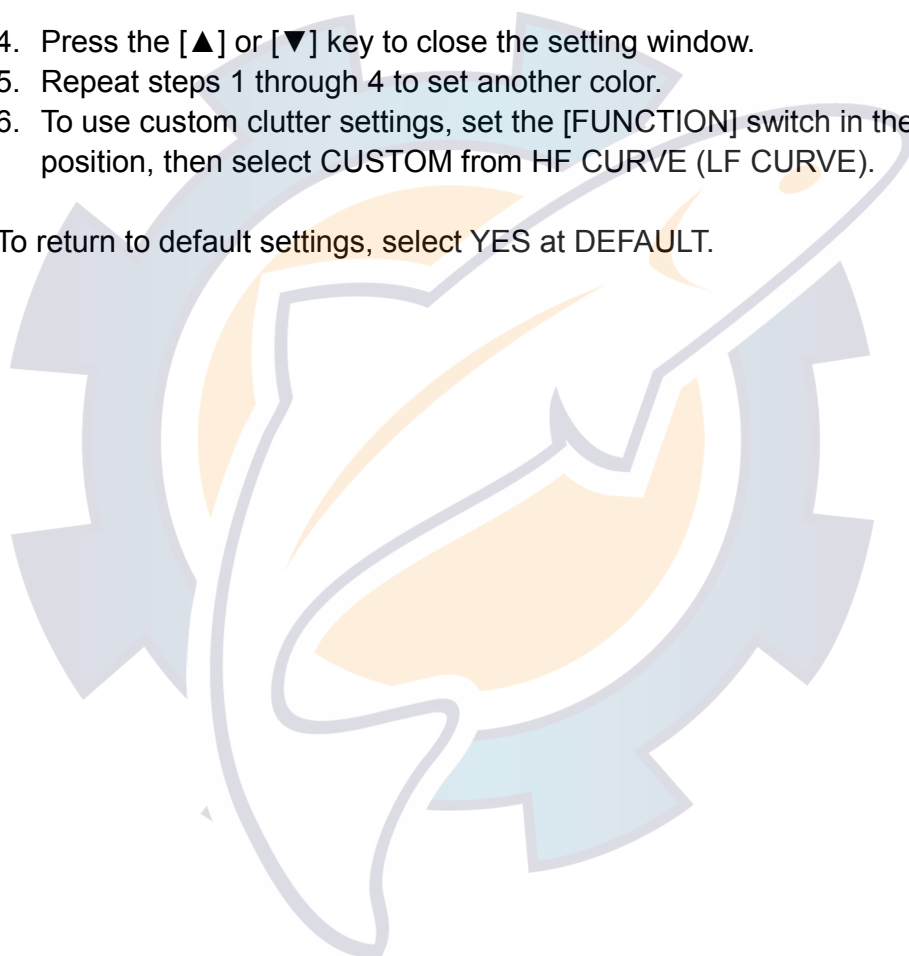 4. Press the [▲] or [▼] key to close the setting window.
5. Repeat steps 1 through 4 to set another color.
6. To use custom clutter settings, set the [FUNCTION] switch in the
position, then select CUSTOM from HF CURVE (LF CURVE).
To return to default settings, select YES at DEFAULT.